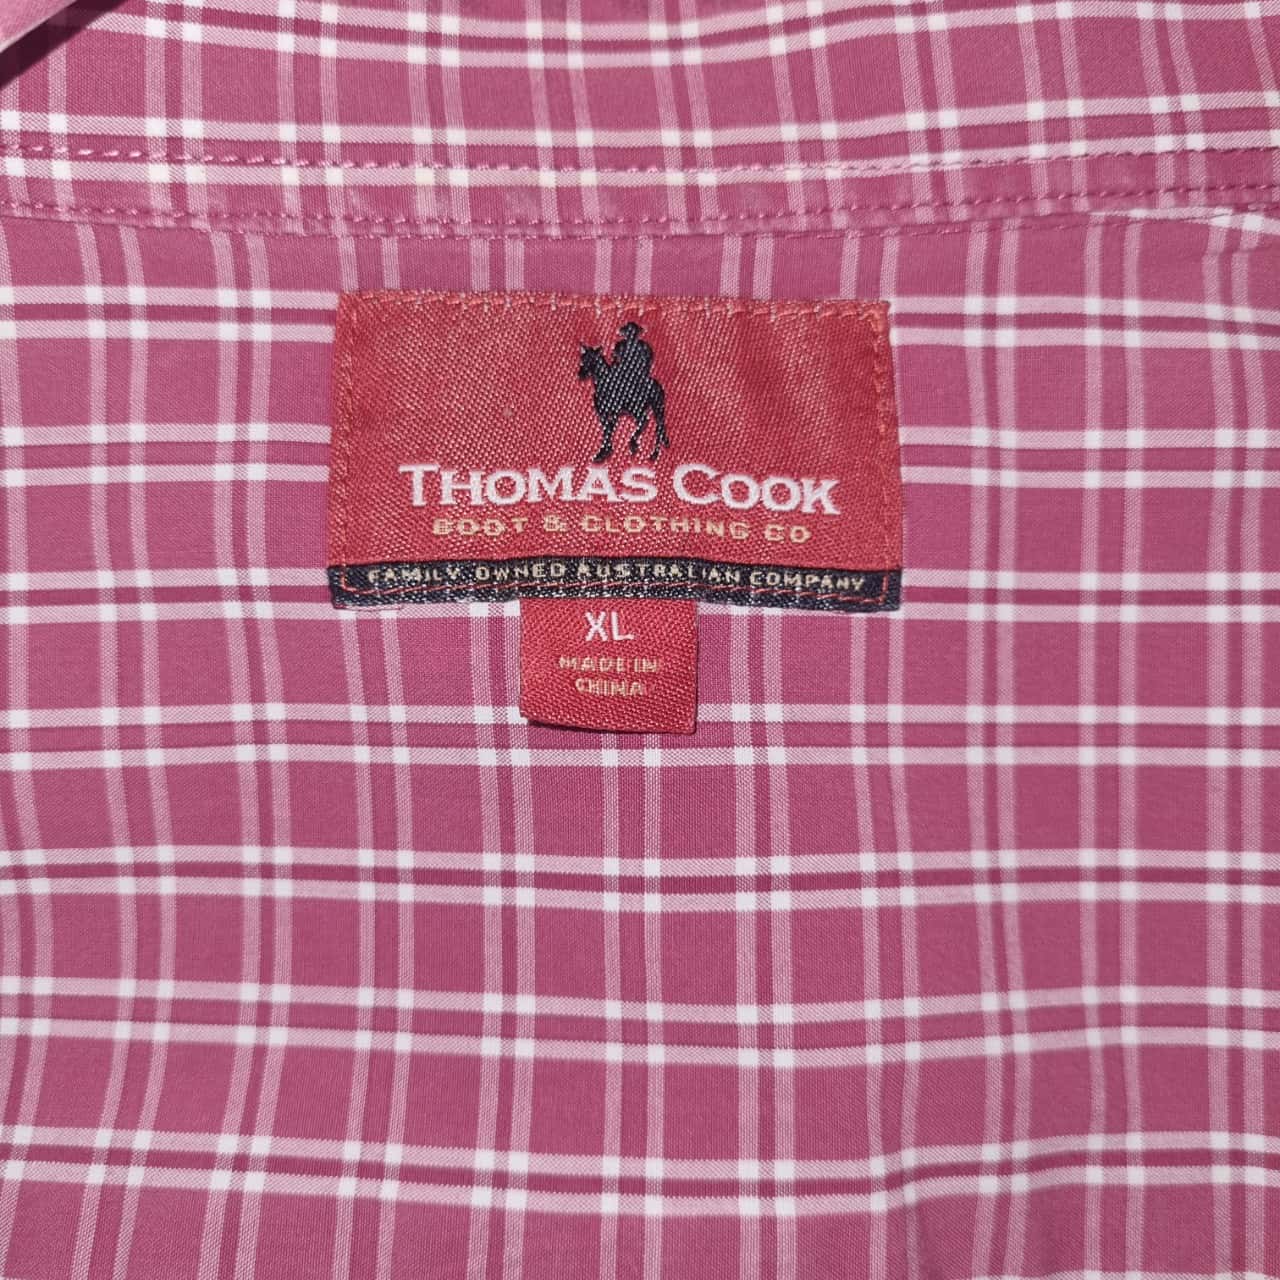 THOMAS COOK
BOOT & CLOTHING CO
FAMILY OWNED AUSTRALIAN COMPANY
XL
MADE IN
CHINA